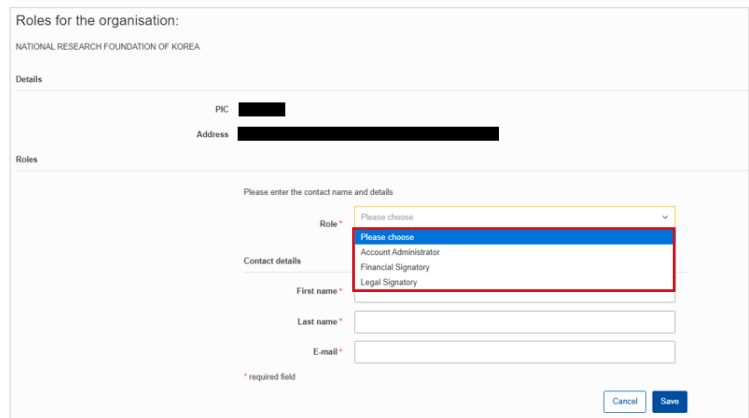 Roles for the organisation:
NATIONAL RESEARCH FOUNDATION OF KOREA
Details
PIC
Address
Roles
Please enter the contact name and details
Role *
Please choose
Please choose
Account Administrator
Financial Signatory
Legal Signatory
Contact details
First name *
Last name *
E-mail *
* required field
Cancel Save